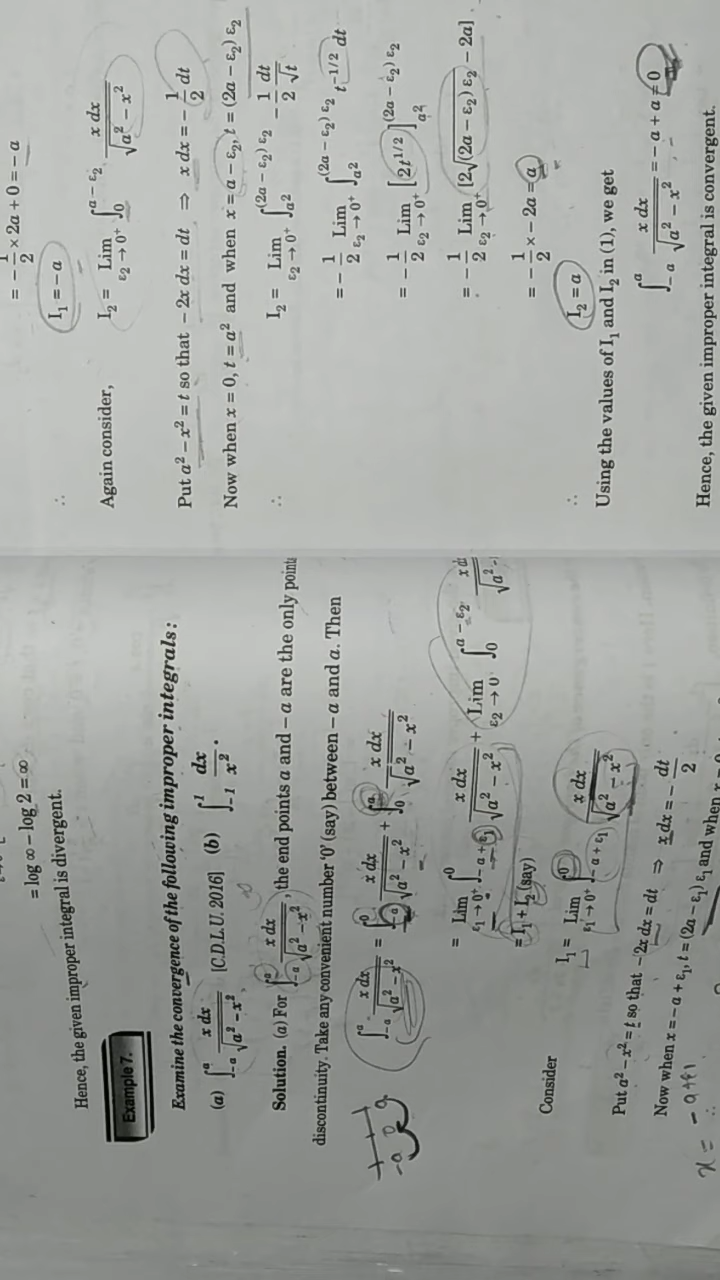 = log ∞ – log 2 = ∞
Hence, the given improper integral is divergent.
Example 7.
Examine the convergence of the following improper integrals :
(a) ∫_{-a}^{a} x dx / √(a² – x²), [C.D.L.U. 2016] (b) ∫_{-1}^{1} dx / x² .
Solution. (a) For ∫_{-a}^{a} x dx / √(a² – x²), the end points a and – a are the only points
discontinuity. Take any convenient number '0' (say) between – a and a. Then
∫_{-a}^{a} x dx / √(a² – x²) = ∫_{-a}^{0} x dx / √(a² – x²) + ∫_{0}^{a} x dx / √(a² – x²)
-a 0 a
= Lim_{ε₁ → 0⁺} ∫_{-a + ε₁}^{0} x dx / √(a² – x²) + Lim_{ε₂ → 0} ∫_{0}^{a – ε₂} x d / √(a² –
= I₁ + I₂ (say)
Consider I₁ = Lim_{ε₁ → 0⁺} ∫_{-a + ε₁}^{0} x dx / √(a² – x²)
Put a² – x² = t so that – 2x dx = dt ⇒ x dx = – dt / 2
Now when x = – a + ε₁, t = (2a – ε₁) ε₁ and when
∴
x =
= – 1/2 × 2a + 0 = – a
∴ I₁ = – a
Again consider, I₂ = Lim_{ε₂ → 0⁺} ∫_{0}^{a – ε₂} x dx / √(a² – x²)
Put a² – x² = t so that – 2x dx = dt ⇒ x dx = – 1/2 dt
Now when x = 0, t = a² and when x = a – ε₂, t = (2a – ε₂) ε₂
∴ I₂ = Lim_{ε₂ → 0⁺} ∫_{a²}^{(2a – ε₂) ε₂} – 1/2 dt/√t
= – 1/2 Lim_{ε₂ → 0⁺} ∫_{a²}^{(2a – ε₂) ε₂} t^{–1/2} dt
= – 1/2 Lim_{ε₂ → 0⁺} [2t^{1/2}]_{a²}^{(2a – ε₂) ε₂}
= – 1/2 Lim_{ε₂ → 0⁺} [2√((2a – ε₂) ε₂) – 2a]
= – 1/2 × – 2a = a
∴ I₂ = a
Using the values of I₁ and I₂ in (1), we get
∫_{-a}^{a} x dx / √(a² – x²) = – a + a = 0
Hence, the given improper integral is convergent.